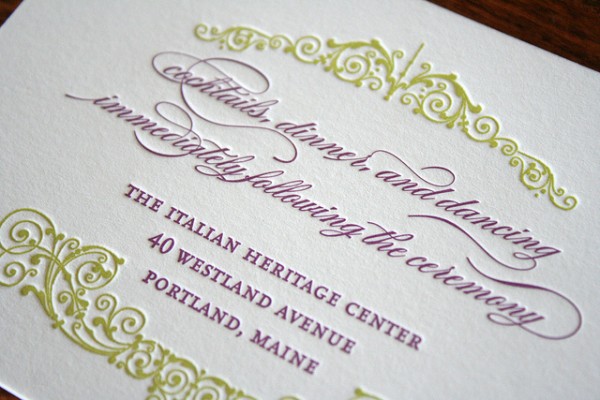 cocktails, dinner, and dancing
immediately following the ceremony
THE ITALIAN HERITAGE CENTER
40 WESTLAND AVENUE
PORTLAND, MAINE